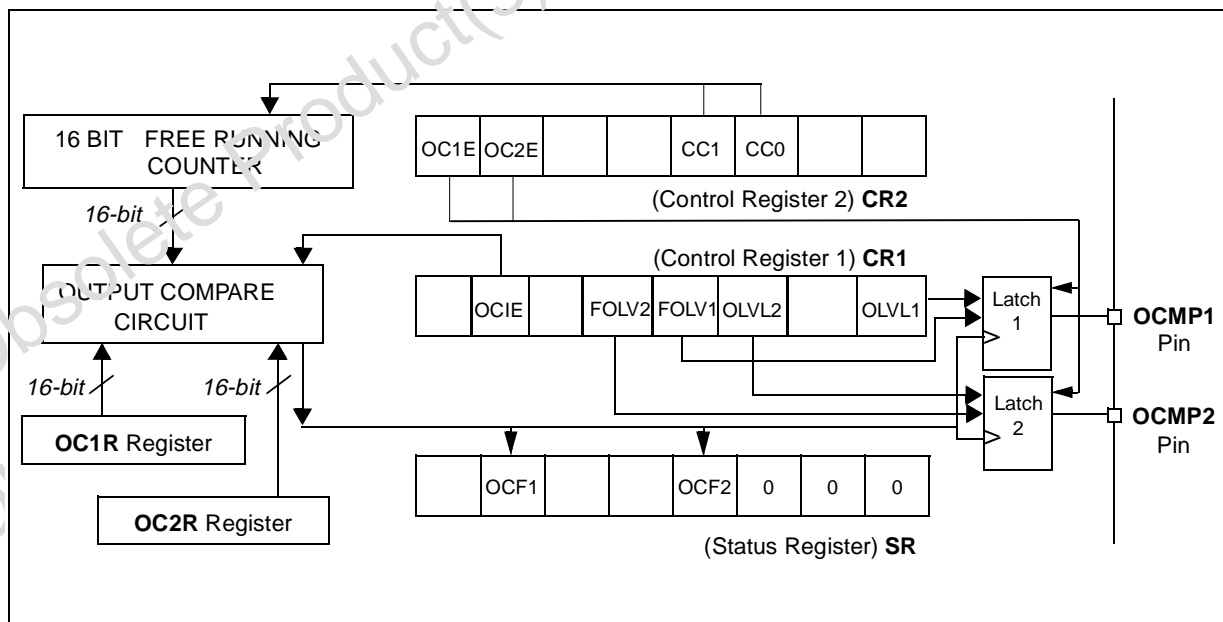 Obsolete Product(s)
16 BIT FREE RUNNING
COUNTER
16-bit
OC1E OC2E CC1 CC0
(Control Register 2) CR2
(Control Register 1) CR1
OUTPUT COMPARE
CIRCUIT
OCIE FOLV2 FOLV1 OLVL2 OLVL1
Latch
1
OCMP1
Pin
16-bit
16-bit
Latch
2
OCMP2
Pin
OC1R Register
OCF1 OCF2 0 0 0
OC2R Register
(Status Register) SR